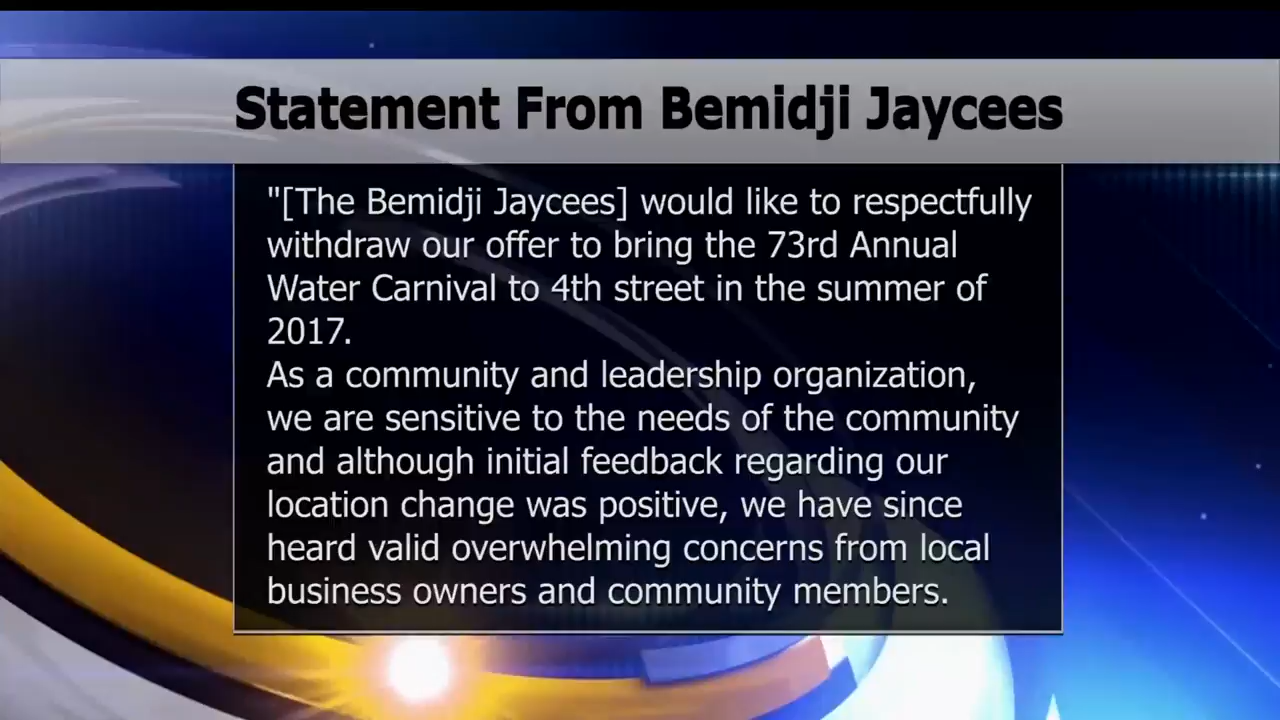 Statement From Bemidji Jaycees
"[The Bemidji Jaycees] would like to respectfully
withdraw our offer to bring the 73rd Annual
Water Carnival to 4th street in the summer of
2017.
As a community and leadership organization,
we are sensitive to the needs of the community
and although initial feedback regarding our
location change was positive, we have since
heard valid overwhelming concerns from local
business owners and community members.